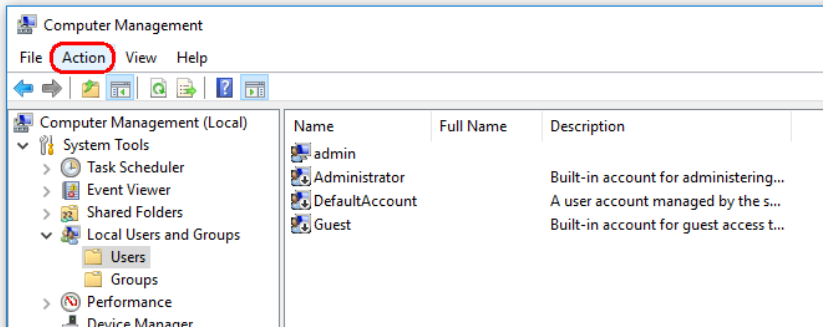 Computer Management
File Action View Help
Computer Management (Local)
System Tools
Task Scheduler
Event Viewer
Shared Folders
Local Users and Groups
Users
Groups
Performance
Device Manager
Name Full Name Description
admin
Administrator Built-in account for administering...
DefaultAccount A user account managed by the s...
Guest Built-in account for guest access t...